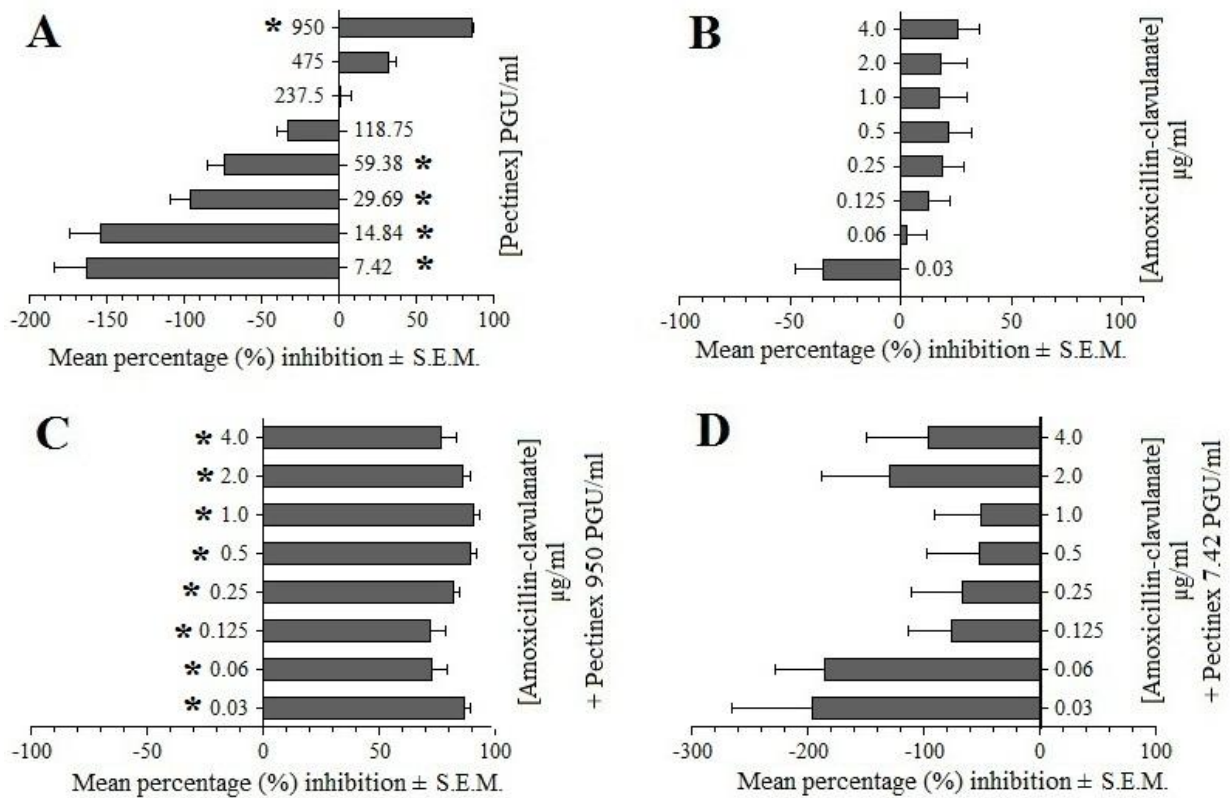 A
* 950
475
237.5
118.75
59.38 *
29.69 *
14.84 *
7.42 *
-200 -150 -100 -50 0 50 100
Mean percentage (%) inhibition ± S.E.M.
[Pectinex] PGU/ml
B
4.0
2.0
1.0
0.5
0.25
0.125
0.06
0.03
-100 -50 0 50 100
Mean percentage (%) inhibition ± S.E.M.
[Amoxicillin-clavulanate]
µg/ml
C
* 4.0
* 2.0
* 1.0
* 0.5
* 0.25
* 0.125
* 0.06
* 0.03
-100 -50 0 50 100
Mean percentage (%) inhibition ± S.E.M.
[Amoxicillin-clavulanate]
µg/ml
+ Pectinex 950 PGU/ml
D
4.0
2.0
1.0
0.5
0.25
0.125
0.06
0.03
-300 -200 -100 0 100
Mean percentage (%) inhibition ± S.E.M.
[Amoxicillin-clavulanate]
µg/ml
+ Pectinex 7.42 PGU/ml